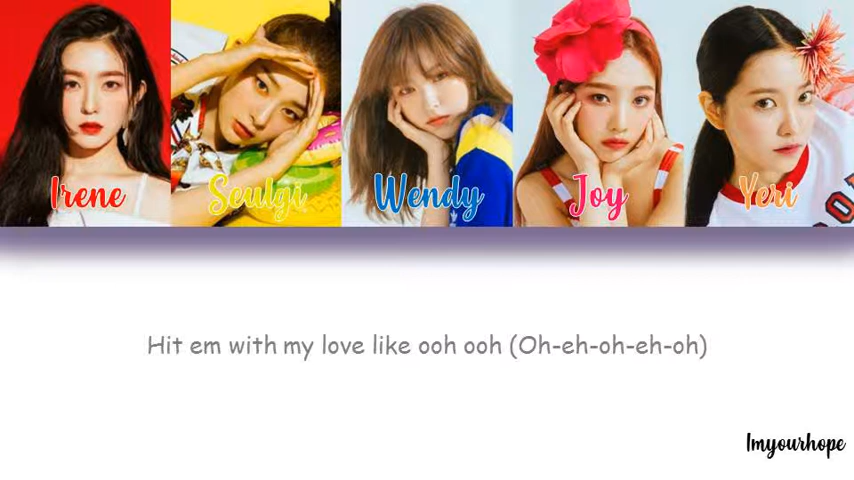 Irene Seulgi Wendy Joy Yeri
Hit em with my love like ooh ooh (Oh-eh-oh-eh-oh)
Imyourhope